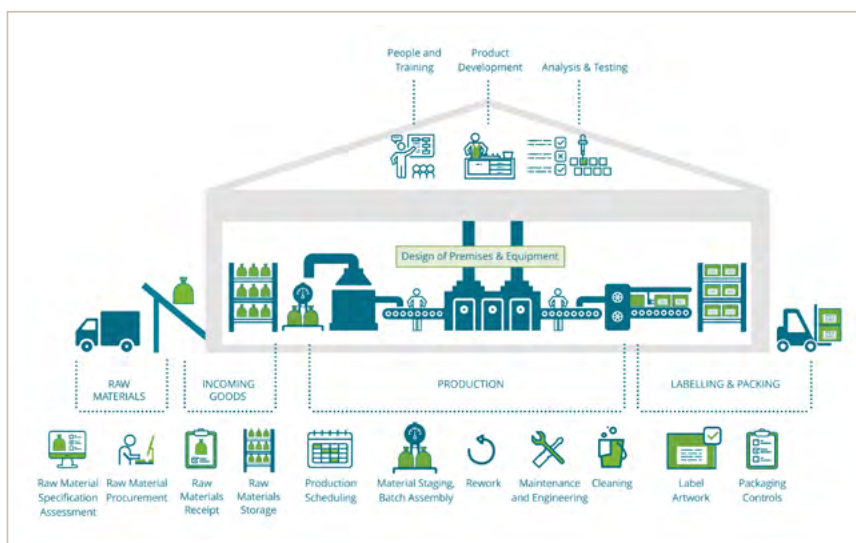 People and
Training
Product
Development
Analysis & Testing
Design of Premises & Equipment
RAW
MATERIALS
INCOMING
GOODS
PRODUCTION
LABELLING & PACKING
Raw Material
Specification
Assessment
Raw Material
Procurement
Raw
Materials
Receipt
Raw
Materials
Storage
Production
Scheduling
Material Staging,
Batch Assembly
Rework
Maintenance
and Engineering
Cleaning
Label
Artwork
Packaging
Controls